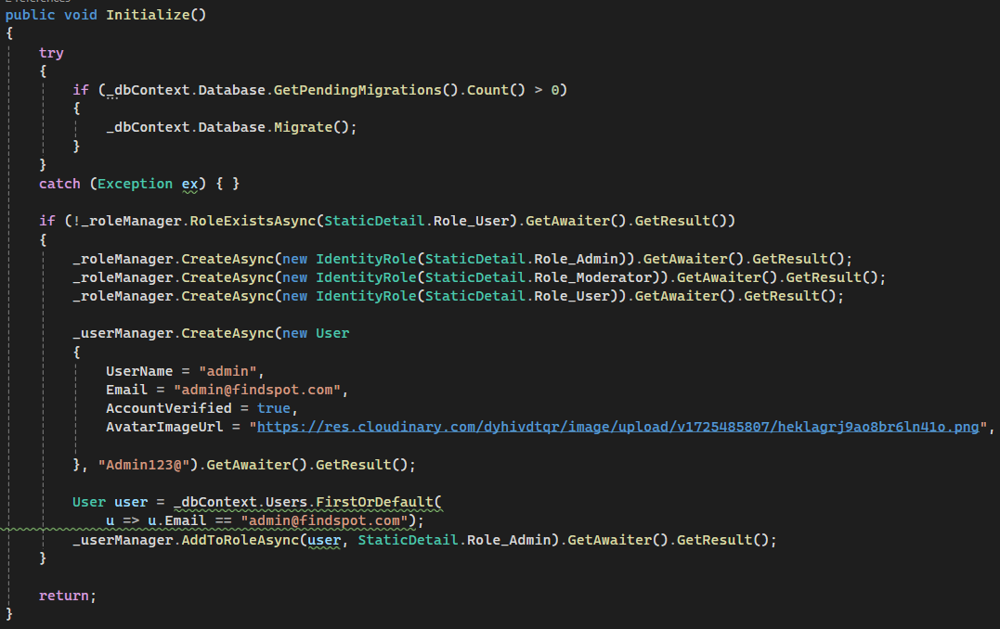 2 references
public void Initialize()
{
try
{
if (_dbContext.Database.GetPendingMigrations().Count() > 0)
{
_dbContext.Database.Migrate();
}
}
catch (Exception ex) { }
if (!_roleManager.RoleExistsAsync(StaticDetail.Role_User).GetAwaiter().GetResult())
{
_roleManager.CreateAsync(new IdentityRole(StaticDetail.Role_Admin)).GetAwaiter().GetResult();
_roleManager.CreateAsync(new IdentityRole(StaticDetail.Role_Moderator)).GetAwaiter().GetResult();
_roleManager.CreateAsync(new IdentityRole(StaticDetail.Role_User)).GetAwaiter().GetResult();
_userManager.CreateAsync(new User
{
UserName = "admin",
Email = "admin@findspot.com",
AccountVerified = true,
AvatarImageUrl = "https://res.cloudinary.com/dyhivdtqr/image/upload/v1725485807/heklagrj9ao8br6ln41o.png",
}, "Admin123@").GetAwaiter().GetResult();
User user = _dbContext.Users.FirstOrDefault(
u => u.Email == "admin@findspot.com");
_userManager.AddToRoleAsync(user, StaticDetail.Role_Admin).GetAwaiter().GetResult();
}
return;
}